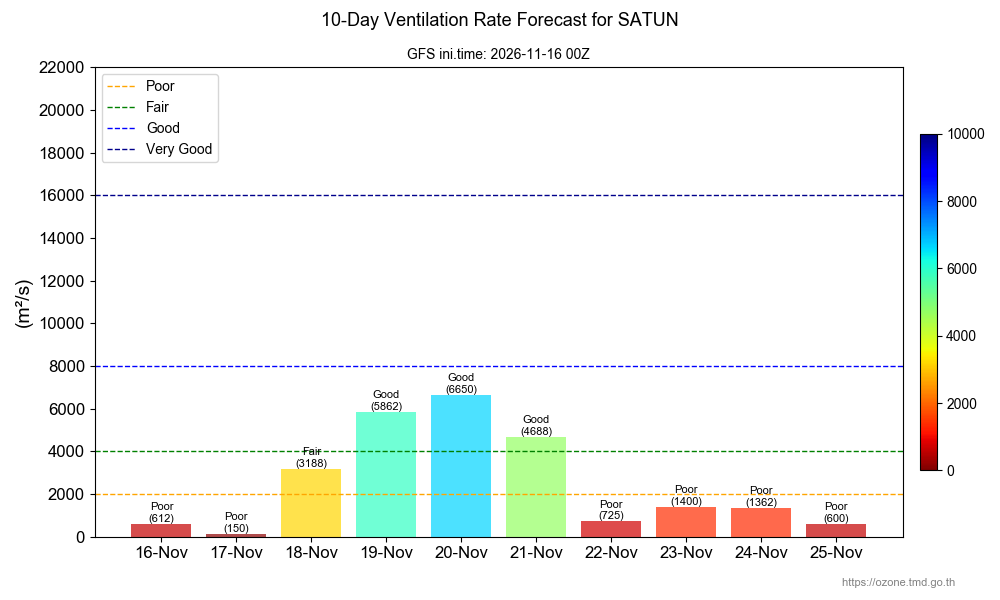 10-Day Ventilation Rate Forecast for SATUN
GFS ini.time: 2026-11-16 00Z
22000
20000
18000
16000
14000
12000
10000
8000
6000
4000
2000
0
(m²/s)
Poor
Fair
Good
Very Good
Poor
(612)
Poor
(150)
Fair
(3188)
Good
(5862)
Good
(6650)
Good
(4688)
Poor
(725)
Poor
(1400)
Poor
(1362)
Poor
(600)
16-Nov
17-Nov
18-Nov
19-Nov
20-Nov
21-Nov
22-Nov
23-Nov
24-Nov
25-Nov
10000
8000
6000
4000
2000
0
https://ozone.tmd.go.th